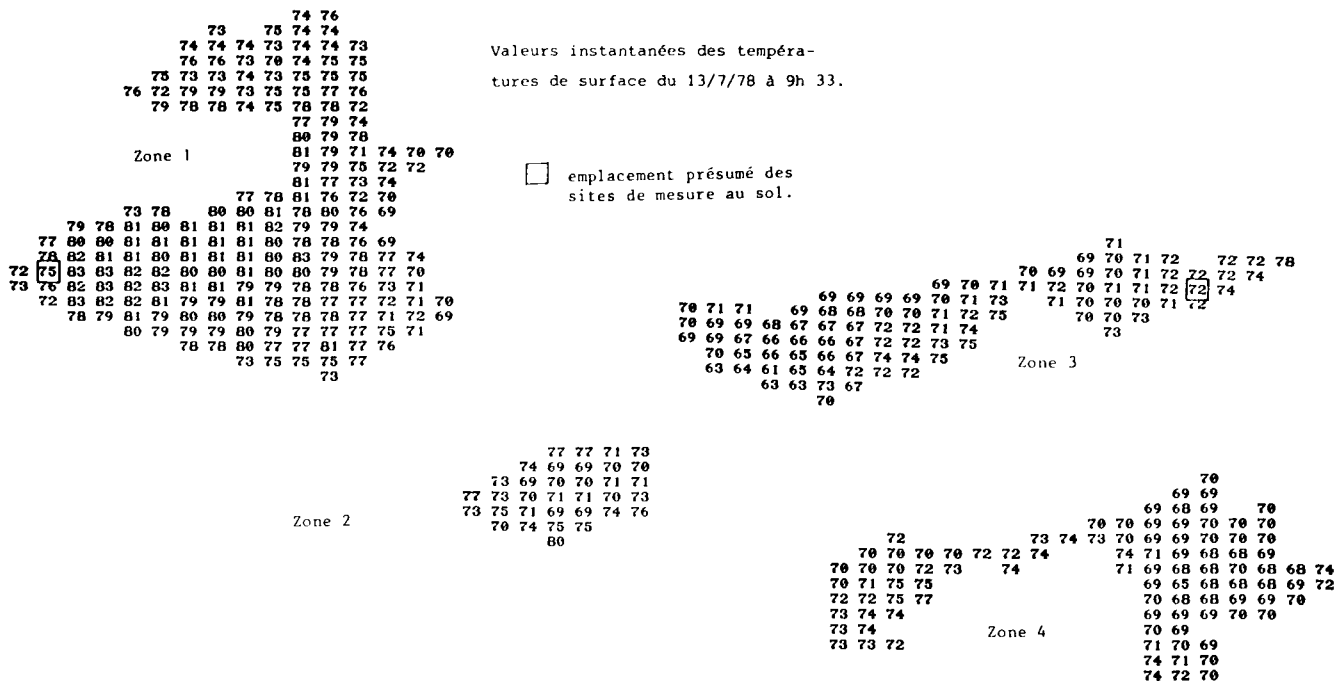 74 76
73 75 74 74
74 74 74 73 74 74 73
76 76 73 70 74 75 75
75 73 73 74 73 75 75 75
76 72 79 79 73 75 75 77 76
79 78 78 74 75 78 78 72
77 79 74
80 79 78
81 79 71 74 70 70
79 79 75 72 72
81 77 73 74
77 78 81 76 72 70
73 78 80 80 81 78 80 76 69
79 78 81 80 81 81 81 82 79 79 74
77 80 80 81 81 81 81 81 80 78 78 76 69
78 82 81 81 80 81 81 81 80 83 79 78 77 74
72 75 83 83 82 82 80 80 81 80 80 79 78 77 70
73 76 82 83 82 83 81 81 79 79 78 78 76 73 71
72 83 82 82 81 79 79 81 78 78 77 77 72 71 70
78 79 81 79 80 80 79 78 78 78 77 71 72 69
80 79 79 79 80 79 77 77 77 77 75 71
78 78 80 77 77 81 77 76
73 75 75 75 75 77
73
Zone 1
Valeurs instantanées des tempéra-
tures de surface du 13/7/78 à 9h 33.
emplacement présumé des
sites de mesure au sol.
71
69 70 71 72 72 72 78
70 69 69 70 71 72 72 72 74
69 70 71 71 72 70 71 71 72 72 74
69 69 69 69 70 71 73 71 70 70 70 71 72
70 71 71 69 68 68 70 70 71 72 75 70 70 73
70 69 69 68 67 67 67 72 72 71 74 73
69 69 67 66 66 66 67 72 72 73 75
70 65 66 65 66 67 74 74 75
63 64 61 65 64 72 72 72
63 63 73 67
70
Zone 3
77 77 71 73
74 69 69 70 70
73 69 70 70 71 71
77 73 70 71 71 70 73
73 75 71 69 69 74 76
70 74 75 75
80
Zone 2
70
69 69
69 68 69 70
70 70 69 69 70 70 70
72 73 74 73 70 69 69 70 70 70
70 70 70 70 72 72 74 74 71 69 68 68 69
70 70 70 72 73 74 71 69 68 68 70 68 68 74
70 71 75 75 69 65 68 68 68 69 72
72 72 75 77 70 68 68 69 69 70
73 74 74 69 69 69 70 70
73 74 70 69
73 73 72 71 70 69
74 71 70
74 72 70
Zone 4